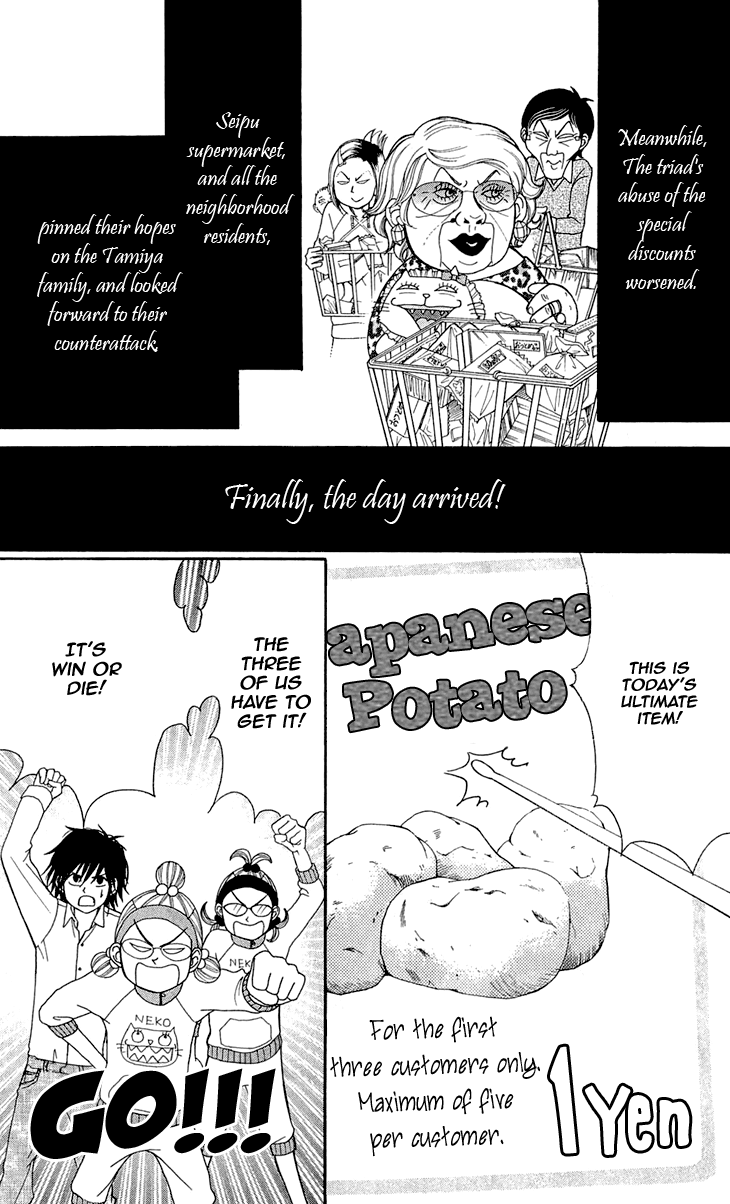 Meanwhile,
The triad's
abuse of the
special
discounts
worsened.
Seipu
supermarket,
and all the
neighborhood
residents,
pinned their hopes
on the Tamiya
family, and looked
forward to their
counterattack.
Finally, the day arrived!
THIS IS
TODAY'S
ULTIMATE
ITEM!
apanese
Potato
For the first
three customers only.
Maximum of five
per customer.
1 Yen
THE
THREE
OF US
HAVE TO
GET IT!
IT'S
WIN OR
DIE!
NEKO
NEKO
GO!!!